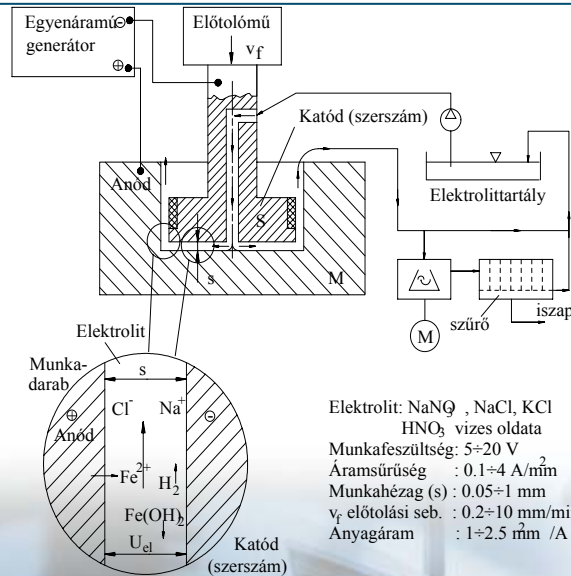 Egyenáramú
generátor
⊖
⊕
Előtolómű
v_f
Katód (szerszám)
Anód
S
s
M
Elektrolittartály
M
szűrő
iszap
Elektrolit
Munka-
darab
s
Cl⁻ Na⁺
⊕ ⊖
Anód
Fe²⁺
H₂
Fe(OH)₂
U_el
Katód
(szerszám)
Elektrolit: NaNO₃ , NaCl, KCl
HNO₃ vizes oldata
Munkafeszültség: 5÷20 V
Áramsűrűség : 0.1÷4 A/mm²
Munkahézag (s) : 0.05÷1 mm
v_f előtolási seb. : 0.2÷10 mm/mi
Anyagáram : 1÷2.5 mm² /A